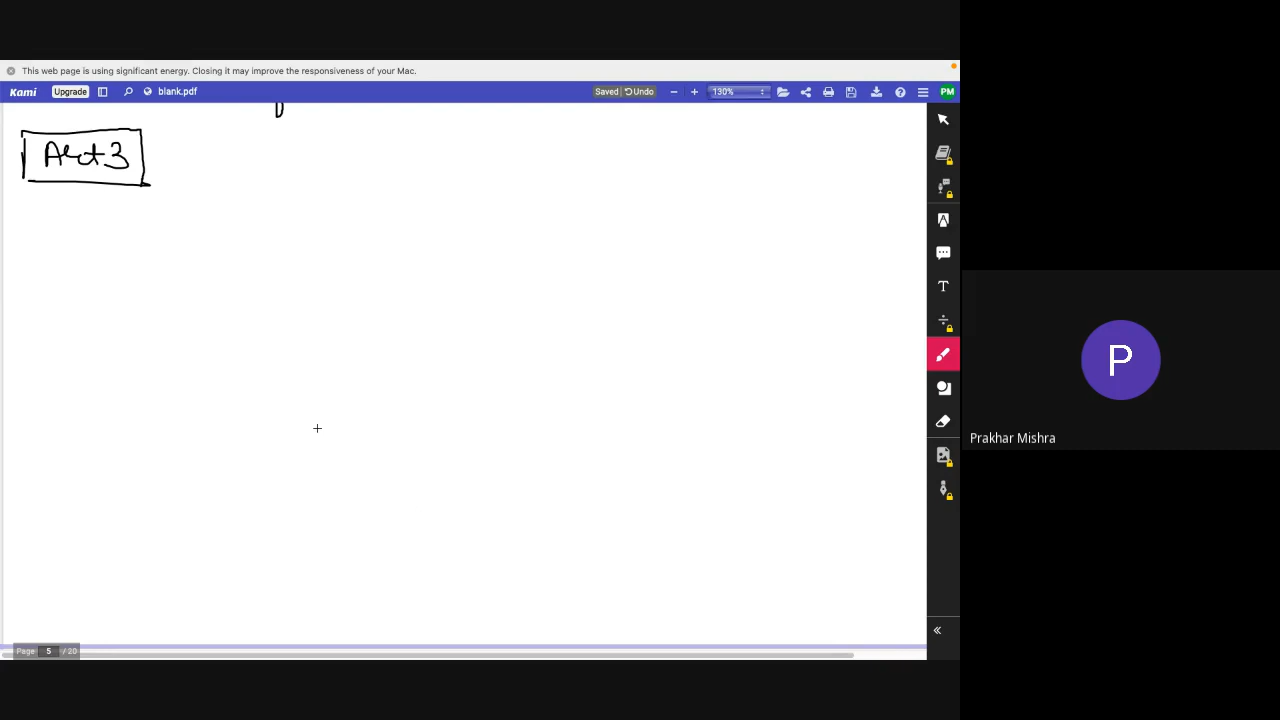 This web page is using significant energy. Closing it may improve the responsiveness of your Mac.
Kami Upgrade blank.pdf Saved Undo 130% PM
Act 3
T
P
Prakhar Mishra
Page 5 / 20